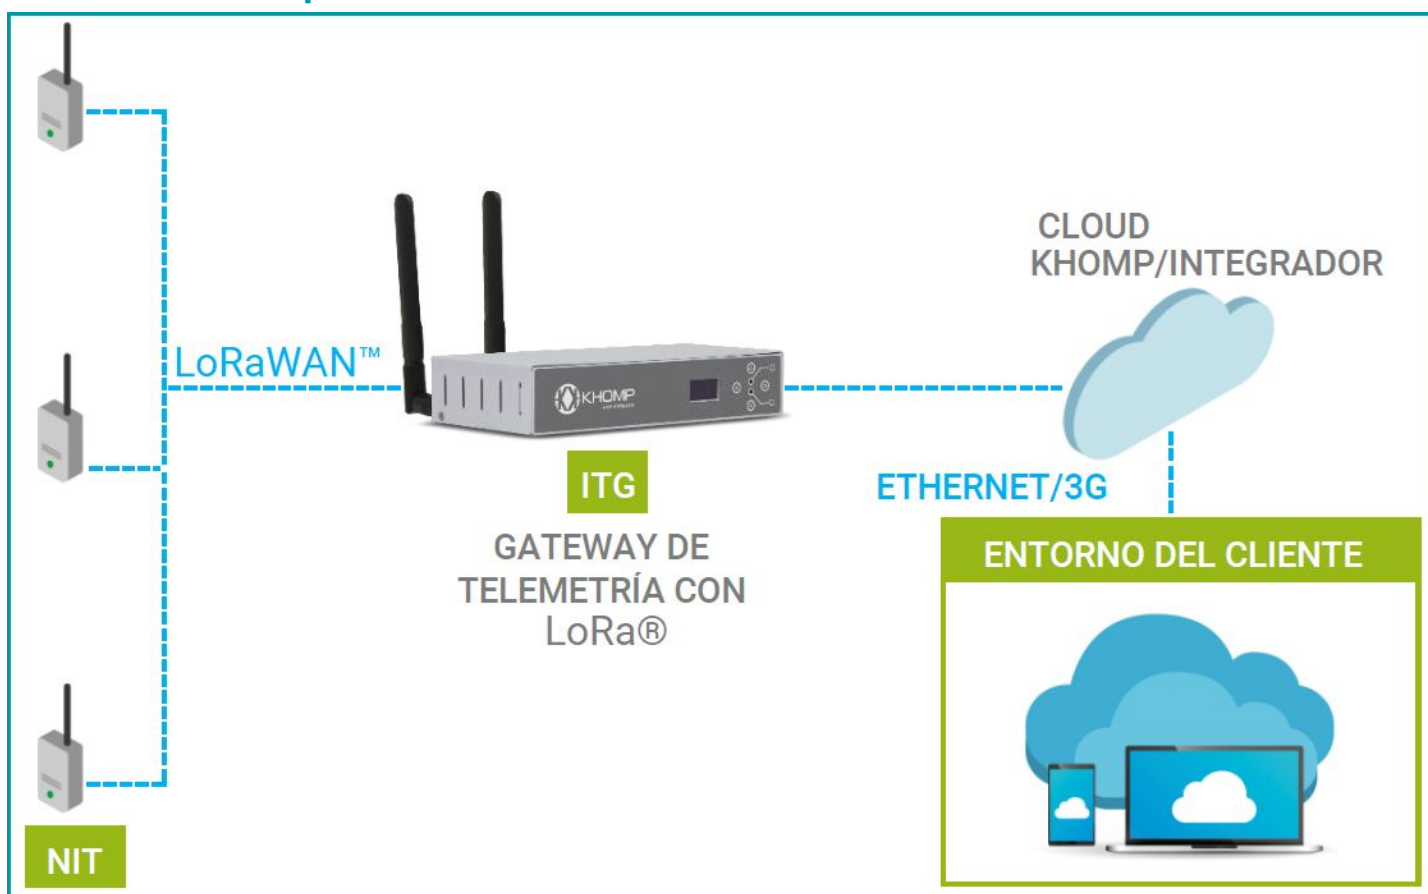 CLOUD
KHOMP/INTEGRADOR
LoRaWAN™
KHOMP
ITG
ETHERNET/3G
GATEWAY DE
TELEMETRÍA CON
LoRa®
ENTORNO DEL CLIENTE
NIT